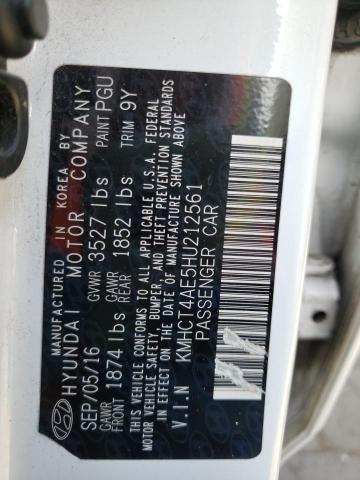 MANUFACTURED IN KOREA BY
HYUNDAI MOTOR COMPANY
SEP/05/16 GVWR 3527 lbs PAINT PGU
GAWR FRONT 1874 lbs GAWR REAR 1852 lbs TRIM 9Y
THIS VEHICLE CONFORMS TO ALL APPLICABLE U.S.A. FEDERAL
MOTOR VEHICLE SAFETY, BUMPER, AND THEFT PREVENTION STANDARDS
IN EFFECT ON THE DATE OF MANUFACTURE SHOWN ABOVE
V.I.N KMHCT4AE5HU212561
PASSENGER CAR